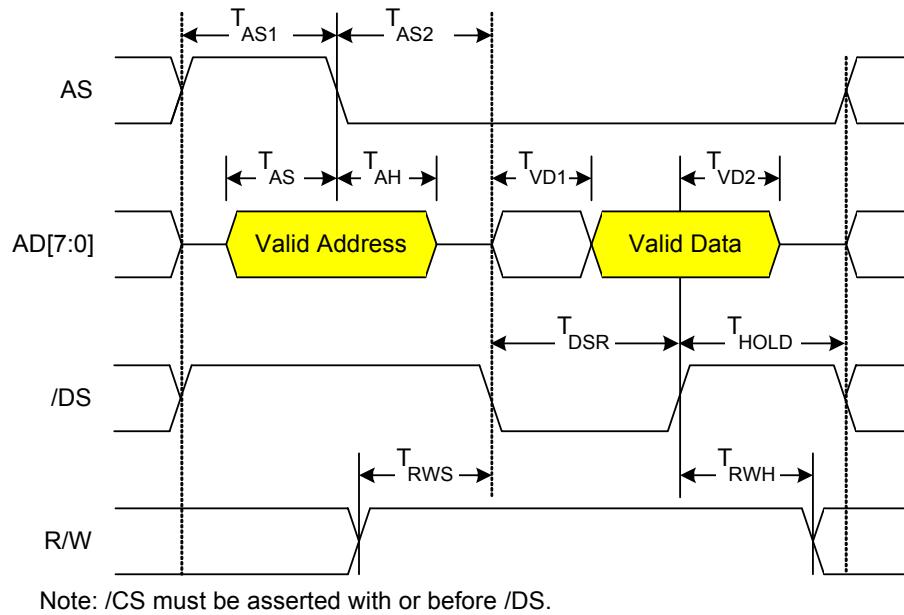 TAS1 TAS2
AS
TAS TAH TVD1 TVD2
AD[7:0] Valid Address Valid Data
TDSR THOLD
/DS
TRWS TRWH
R/W
Note: /CS must be asserted with or before /DS.